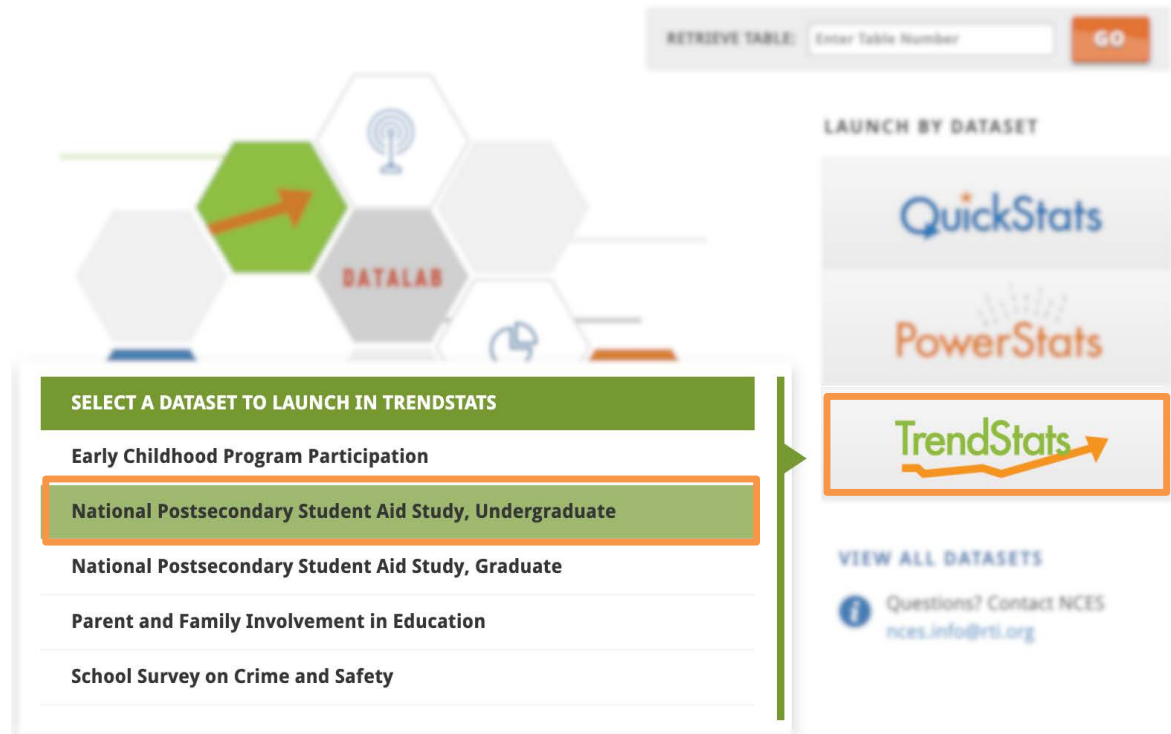 RETRIEVE TABLE: Enter Table Number GO
LAUNCH BY DATASET
QuickStats
DATALAB
PowerStats
SELECT A DATASET TO LAUNCH IN TRENDSTATS
Early Childhood Program Participation
National Postsecondary Student Aid Study, Undergraduate
National Postsecondary Student Aid Study, Graduate
Parent and Family Involvement in Education
School Survey on Crime and Safety
TrendStats
VIEW ALL DATASETS
Questions? Contact NCES
nces.info@rti.org